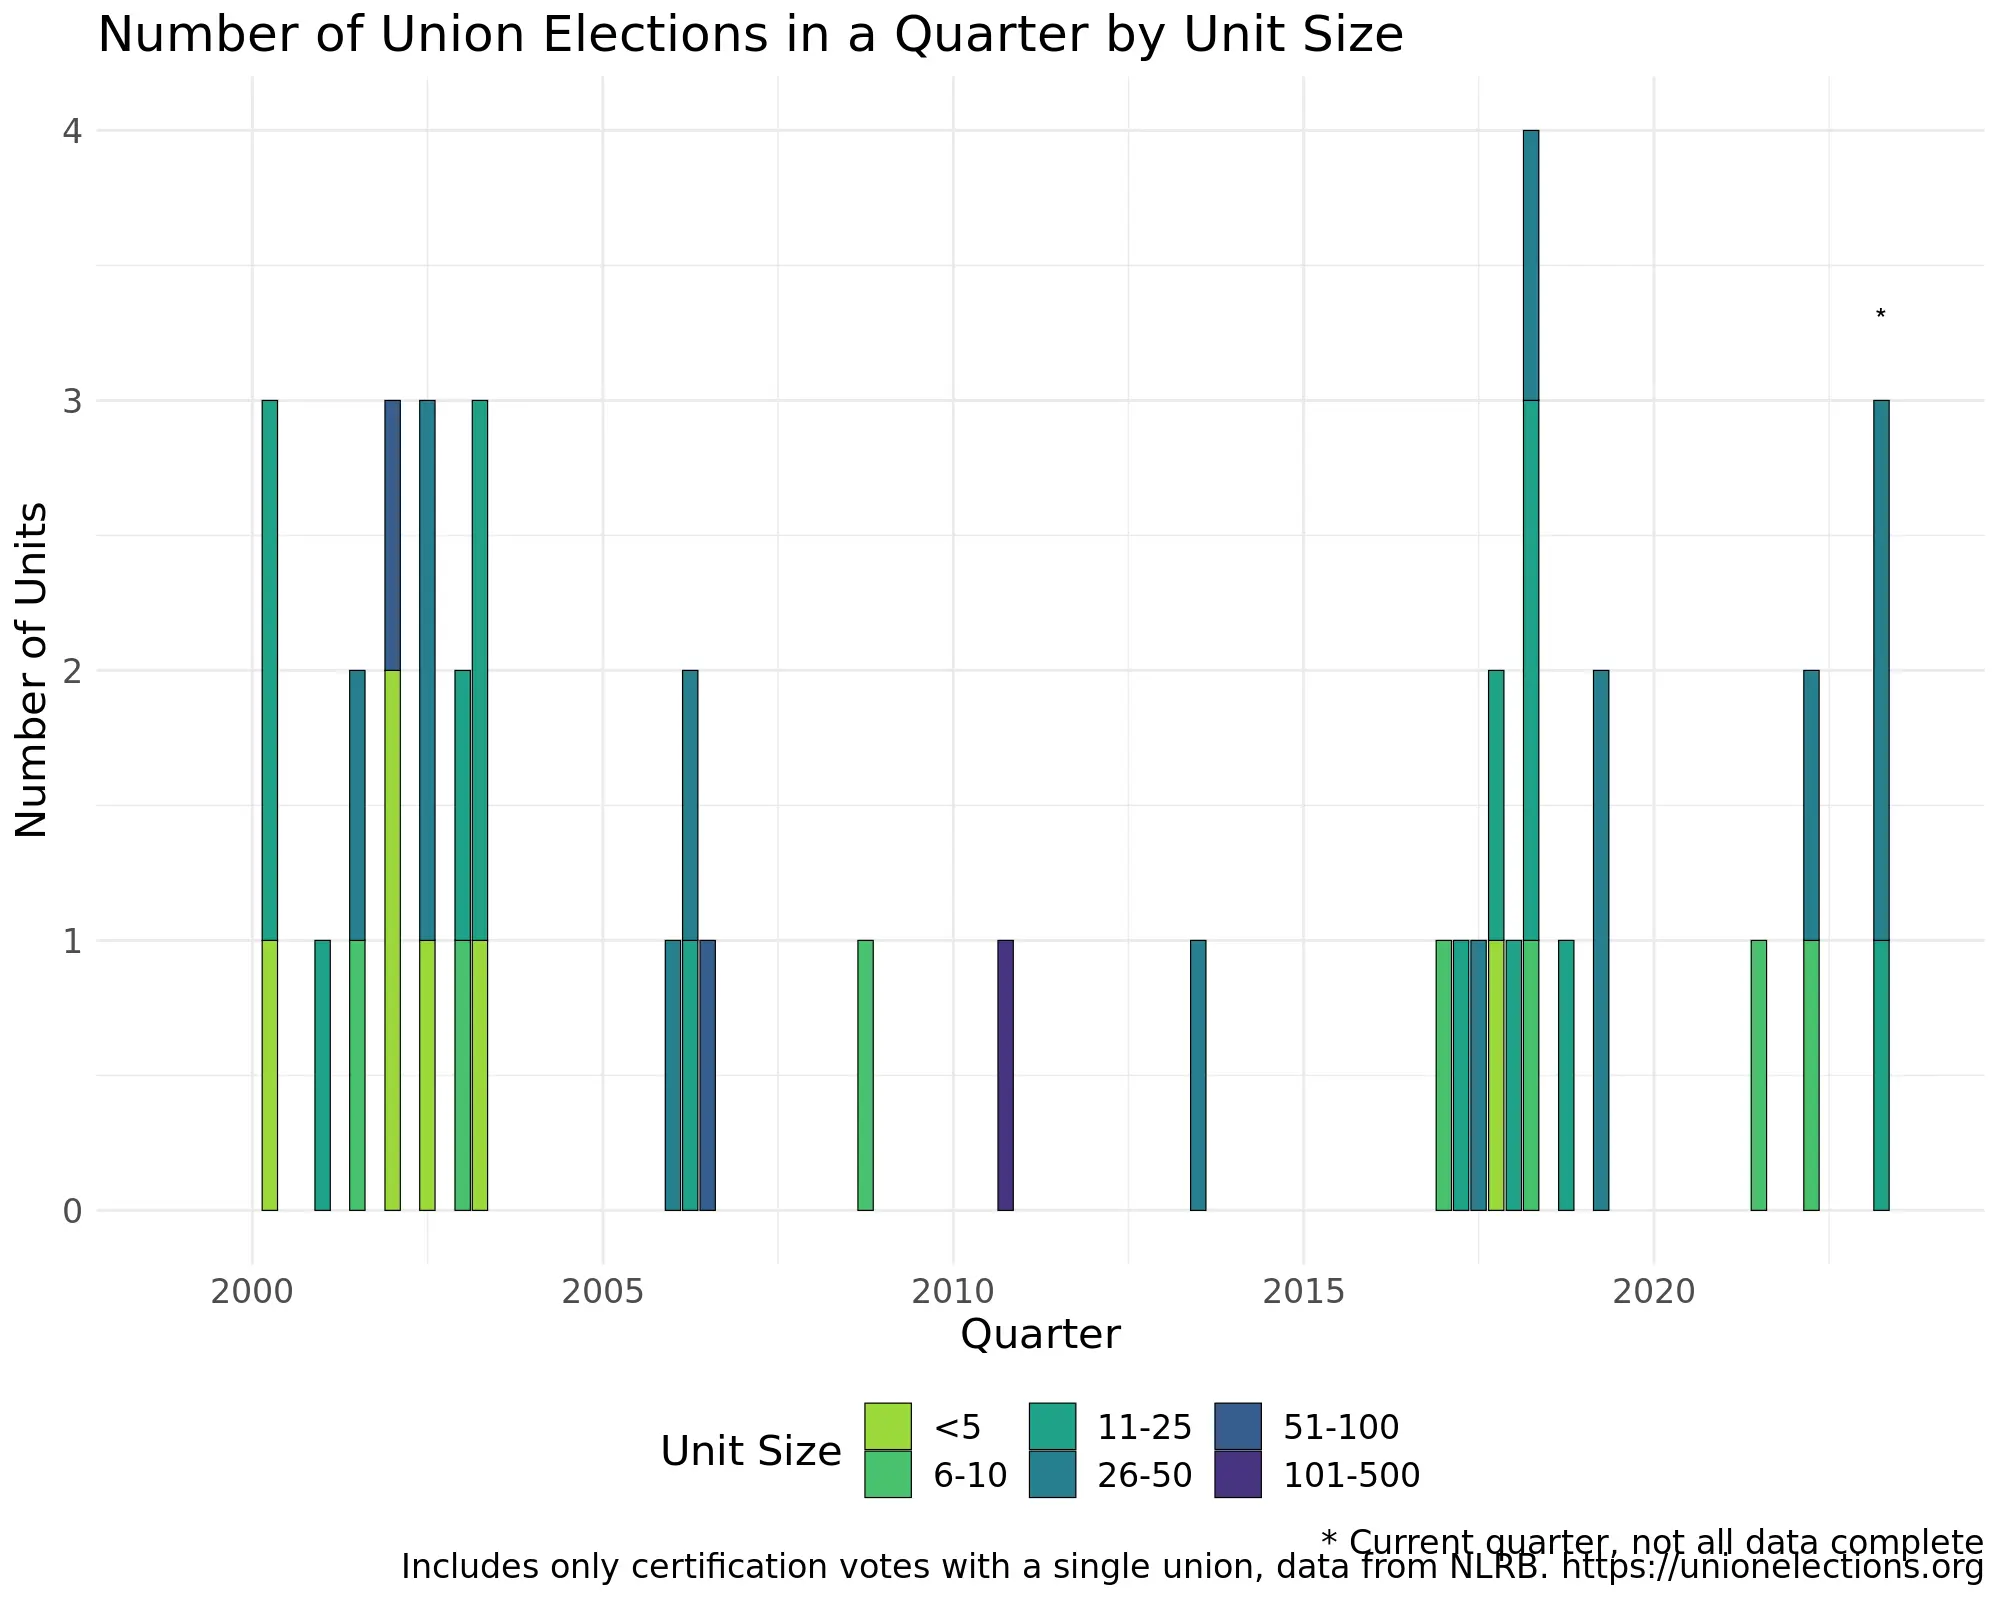 Number of Union Elections in a Quarter by Unit Size
4
3
2
1
0
*
Number of Units
2000 2005 2010 2015 2020
Quarter
Unit Size
<5 11-25 51-100
6-10 26-50 101-500
* Current quarter, not all data complete
Includes only certification votes with a single union, data from NLRB. https://unionelections.org